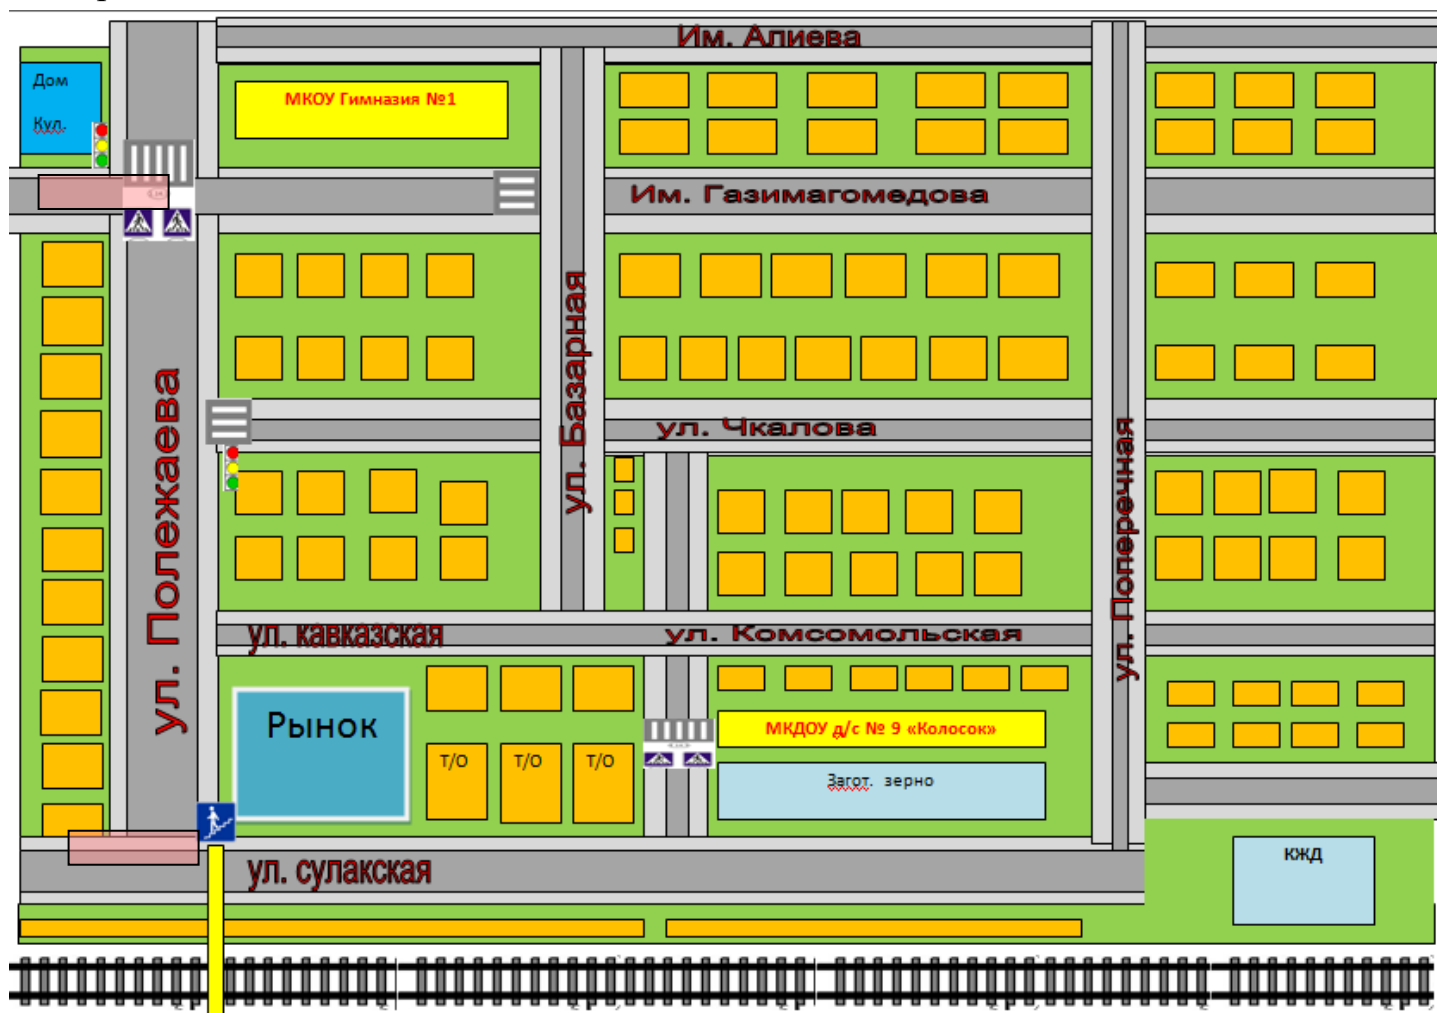 Им. Алиева
Дом
Кул.
МКОУ Гимназия №1
Им. Газимагомедова
ул. Базарная
ул. Полежаева
ул. Чкалова
ул. Поперечная
ул. кавказская
ул. Комсомольская
Рынок
Т/О
Т/О
Т/О
МКДОУ д/с № 9 «Колосок»
Загот. зерно
КЖД
ул. сулакская